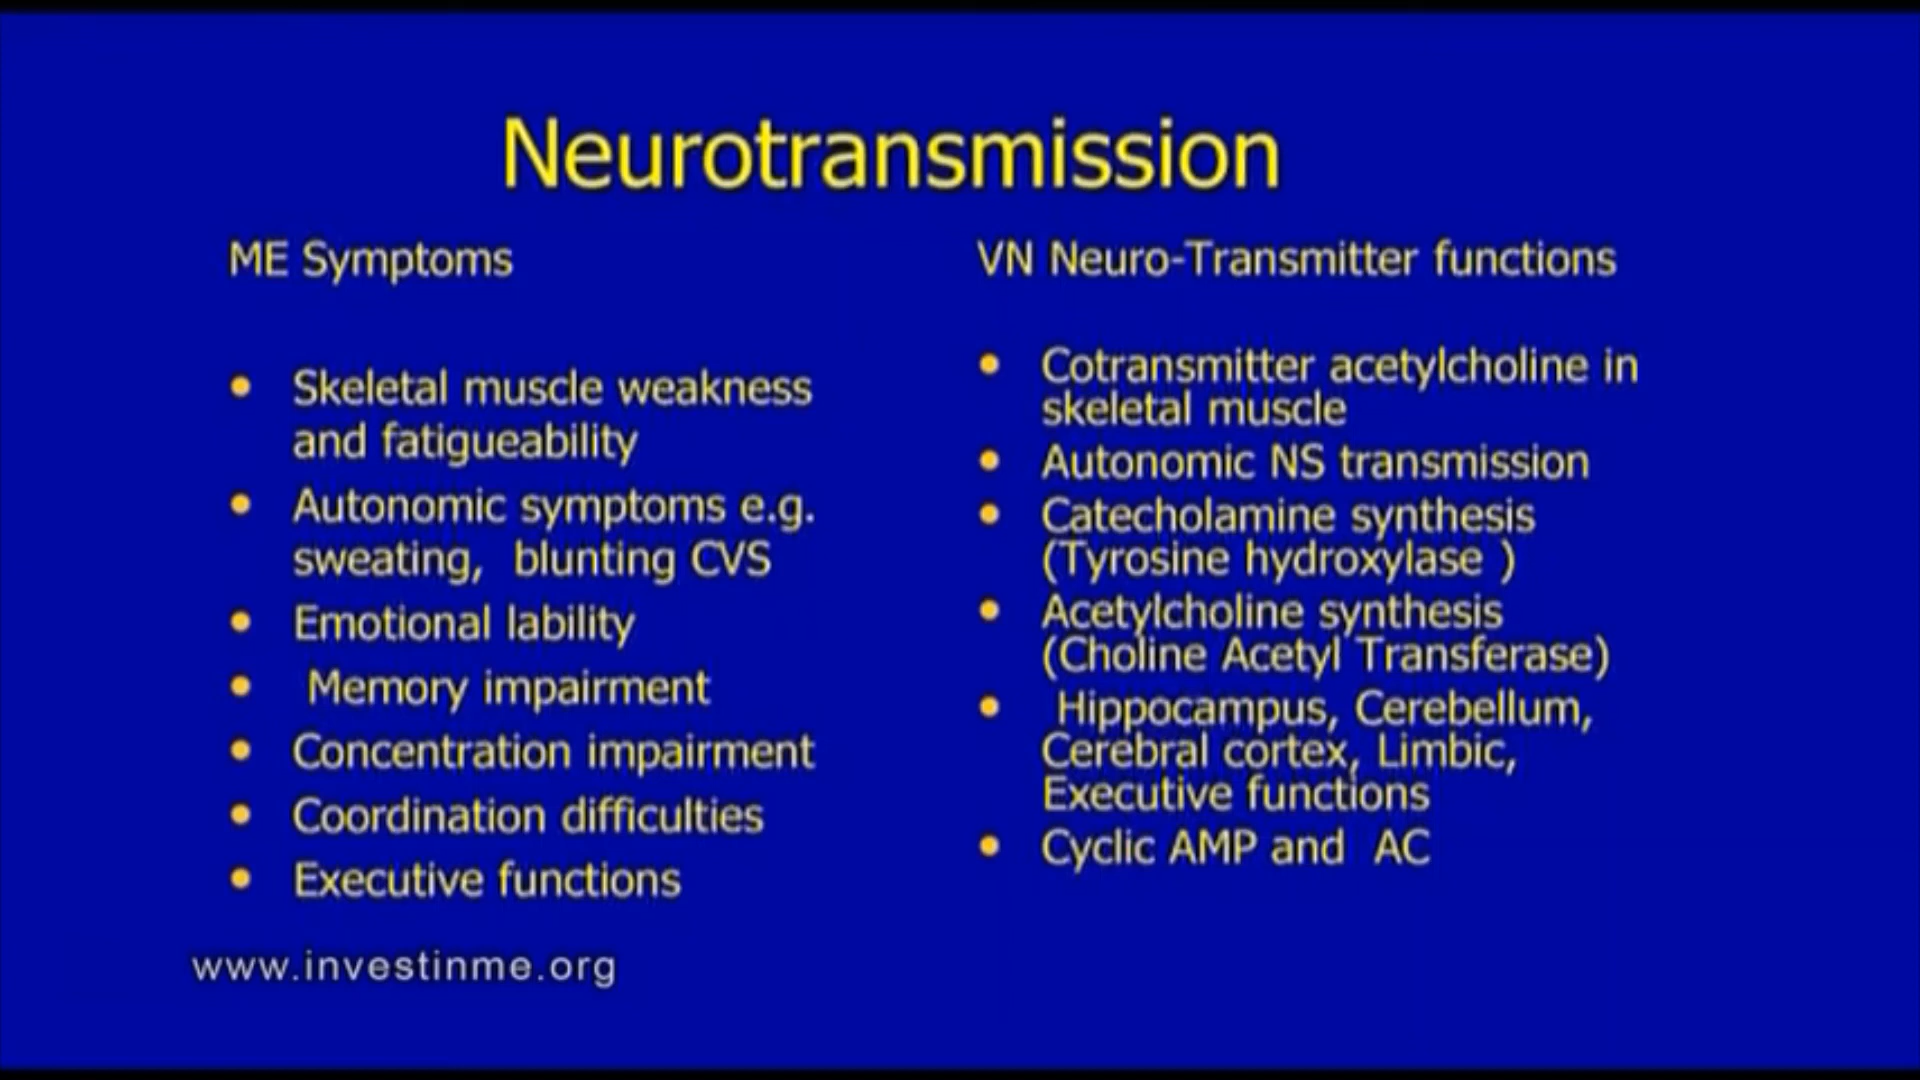 Neurotransmission
ME Symptoms
• Skeletal muscle weakness
and fatigueability
• Autonomic symptoms e.g.
sweating, blunting CVS
• Emotional lability
• Memory impairment
• Concentration impairment
• Coordination difficulties
• Executive functions
VN Neuro-Transmitter functions
• Cotransmitter acetylcholine in
skeletal muscle
• Autonomic NS transmission
• Catecholamine synthesis
(Tyrosine hydroxylase )
• Acetylcholine synthesis
(Choline Acetyl Transferase)
• Hippocampus, Cerebellum,
Cerebral cortex, Limbic,
Executive functions
• Cyclic AMP and AC
www.investinme.org